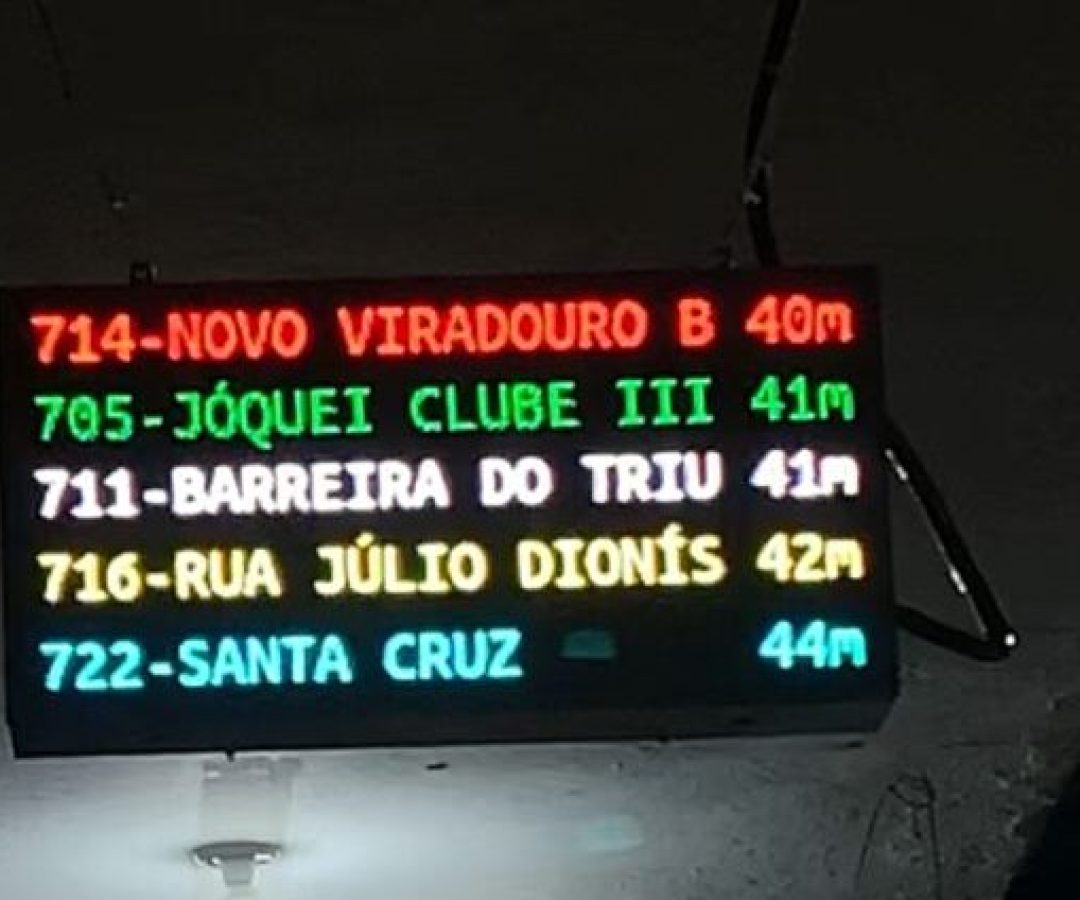 714-NOVO VIRADOURO B 40m
705-JÓQUEI CLUBE III 41m
711-BARREIRA DO TRIU 41m
716-RUA JÚLIO DIONÍS 42m
722-SANTA CRUZ 44m